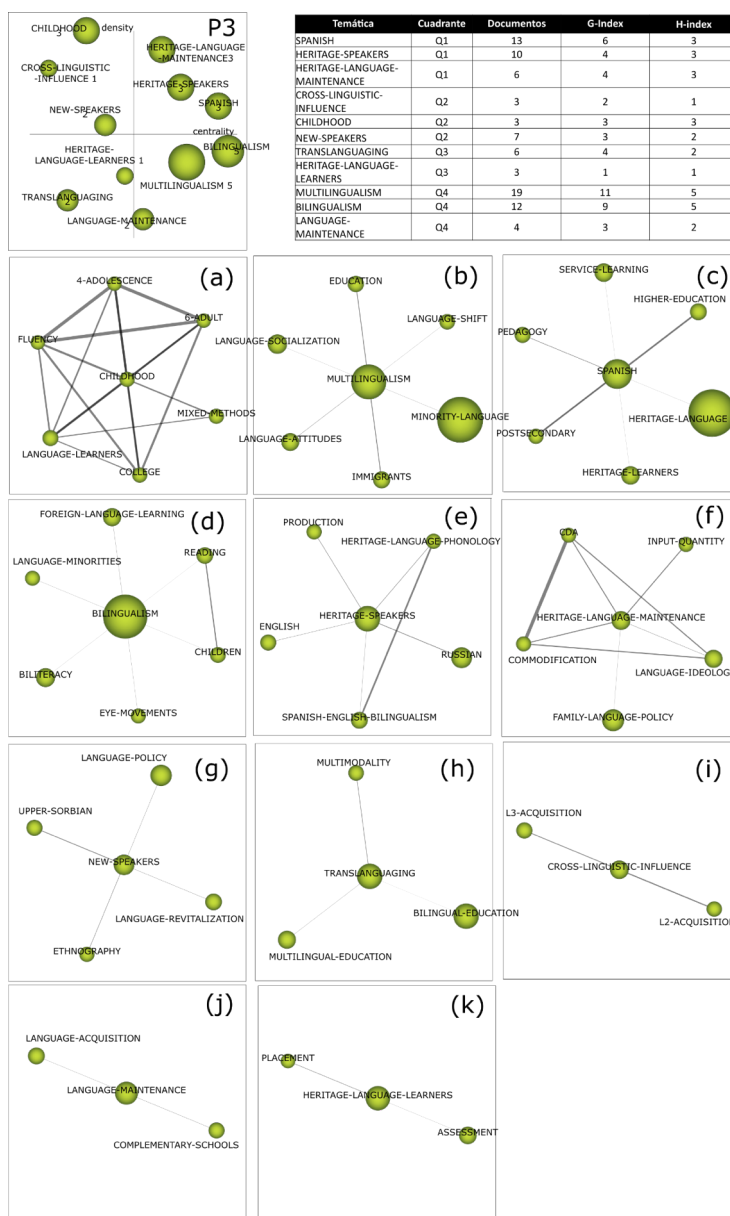 P3
CHILDHOOD
3
density
HERITAGE-LANGUAGE
-MAINTENANCE3
CROSS-LINGUISTIC
-INFLUENCE 1
HERITAGE-SPEAKERS
3
SPANISH
3
NEW-SPEAKERS
2
centrality
BILINGUALISM
5
HERITAGE-
LANGUAGE-LEARNERS 1
MULTILINGUALISM 5
TRANSLANGUAGING
2
LANGUAGE-MAINTENANCE
2
Temática Cuadrante Documentos G-Index H-index
SPANISH Q1 13 6 3
HERITAGE-SPEAKERS Q1 10 4 3
HERITAGE-LANGUAGE-
MAINTENANCE Q1 6 4 3
CROSS-LINGUISTIC-
INFLUENCE Q2 3 2 1
CHILDHOOD Q2 3 3 3
NEW-SPEAKERS Q2 7 3 2
TRANSLANGUAGING Q3 6 4 2
HERITAGE-LANGUAGE-
LEARNERS Q3 3 1 1
MULTILINGUALISM Q4 19 11 5
BILINGUALISM Q4 12 9 5
LANGUAGE-
MAINTENANCE Q4 4 3 2
(a)
4-ADOLESCENCE
6-ADULT
FLUENCY
CHILDHOOD
MIXED-METHODS
LANGUAGE-LEARNERS
COLLEGE
(b)
EDUCATION
LANGUAGE-SHIFT
LANGUAGE-SOCIALIZATION
MULTILINGUALISM
MINORITY-LANGUAGE
LANGUAGE-ATTITUDES
IMMIGRANTS
(c)
SERVICE-LEARNING
HIGHER-EDUCATION
PEDAGOGY
SPANISH
HERITAGE-LANGUAGE
POSTSECONDARY
HERITAGE-LEARNERS
(d)
FOREIGN-LANGUAGE-LEARNING
READING
LANGUAGE-MINORITIES
BILINGUALISM
CHILDREN
BILITERACY
EYE-MOVEMENTS
(e)
PRODUCTION
HERITAGE-LANGUAGE-PHONOLOGY
HERITAGE-SPEAKERS
ENGLISH
RUSSIAN
SPANISH-ENGLISH-BILINGUALISM
(f)
CDA
INPUT-QUANTITY
HERITAGE-LANGUAGE-MAINTENANCE
COMMODIFICATION
LANGUAGE-IDEOLOG
FAMILY-LANGUAGE-POLICY
(g)
LANGUAGE-POLICY
UPPER-SORBIAN
NEW-SPEAKERS
LANGUAGE-REVITALIZATION
ETHNOGRAPHY
(h)
MULTIMODALITY
TRANSLANGUAGING
BILINGUAL-EDUCATION
MULTILINGUAL-EDUCATION
(i)
L3-ACQUISITION
CROSS-LINGUISTIC-INFLUENCE
L2-ACQUISITION
(j)
LANGUAGE-ACQUISITION
LANGUAGE-MAINTENANCE
COMPLEMENTARY-SCHOOLS
(k)
PLACEMENT
HERITAGE-LANGUAGE-LEARNERS
ASSESSMENT